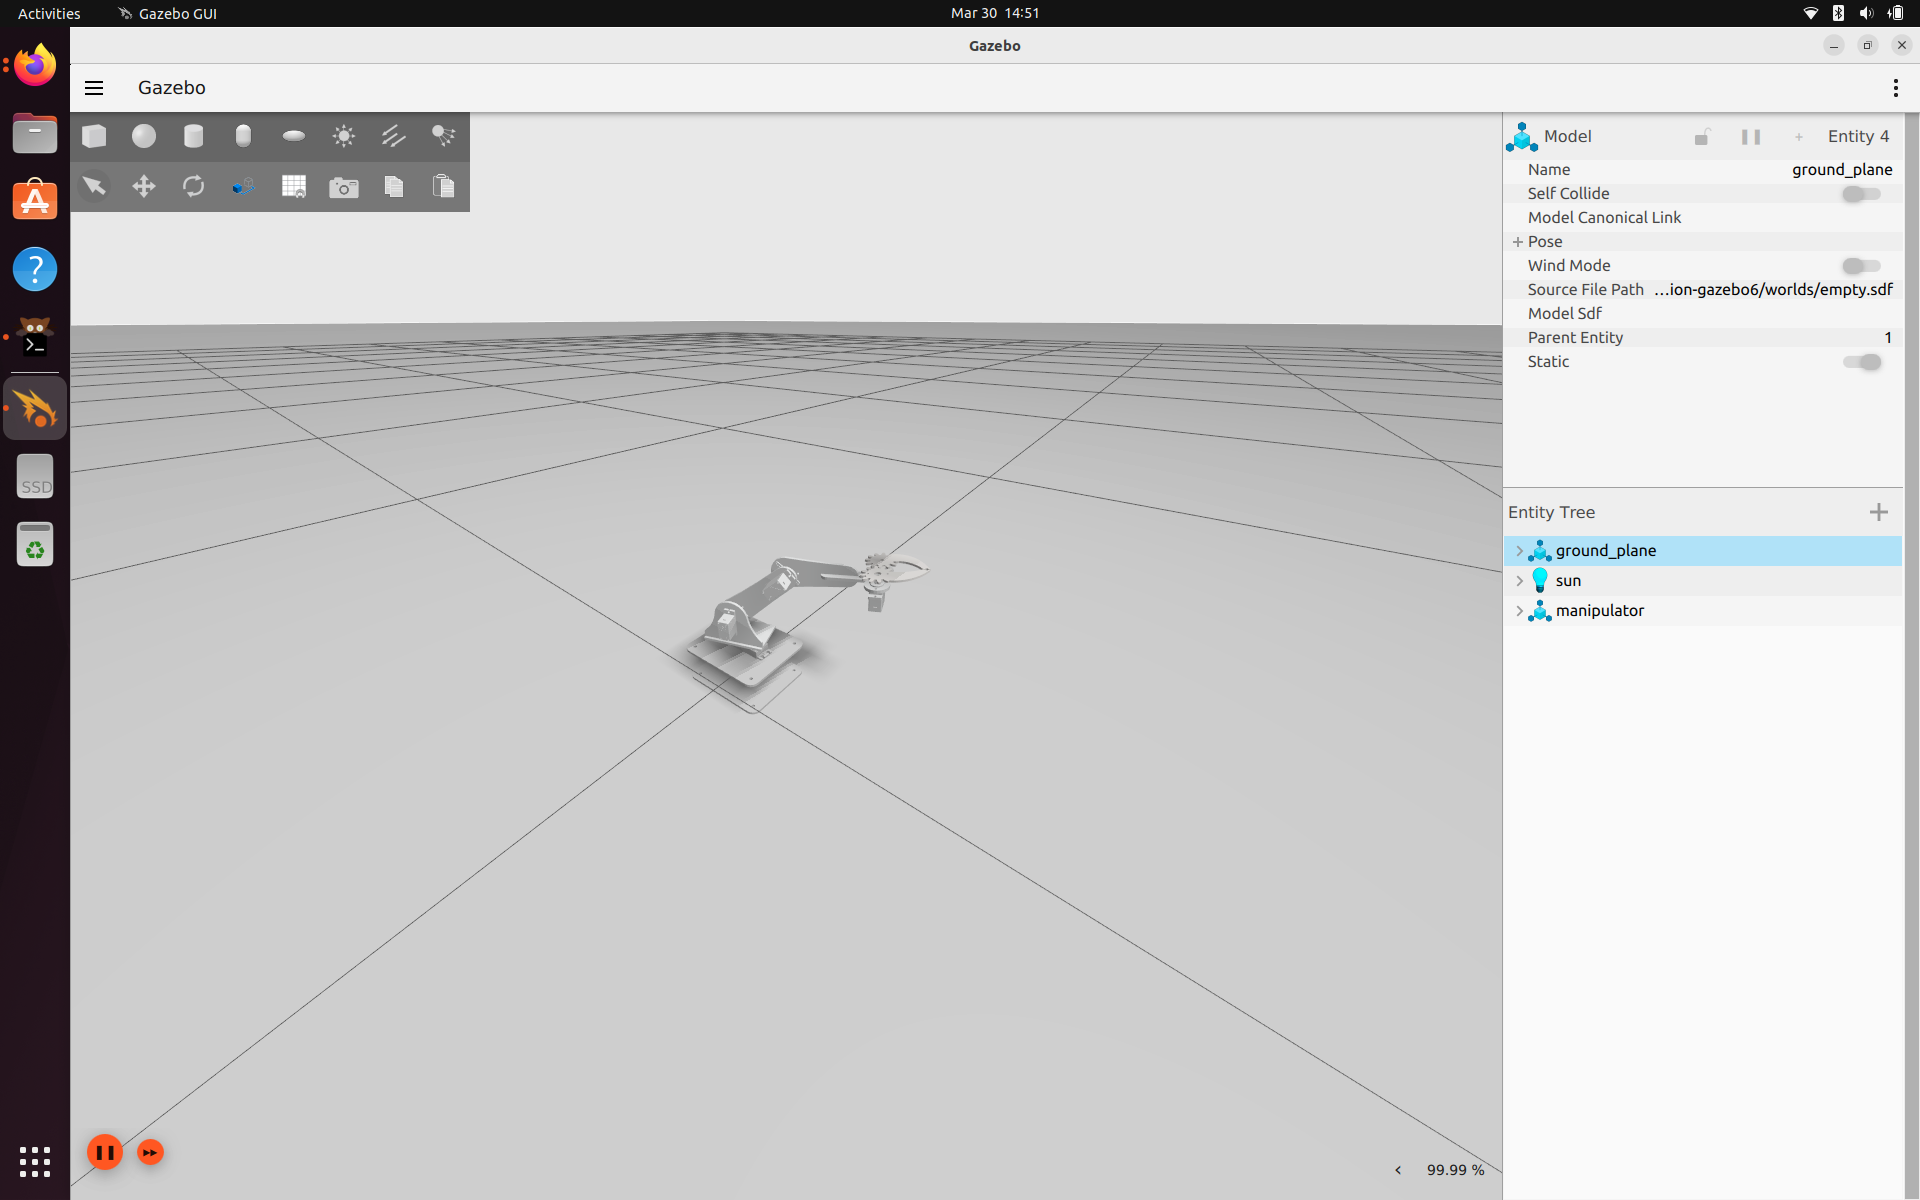 Activities
Gazebo GUI
Mar 30 14:51
Gazebo
Gazebo
Model
Entity 4
Name ground_plane
Self Collide
Model Canonical Link
Pose
Wind Mode
Source File Path …ion-gazebo6/worlds/empty.sdf
Model Sdf
Parent Entity 1
Static
SSD
Entity Tree
ground_plane
sun
manipulator
99.99 %